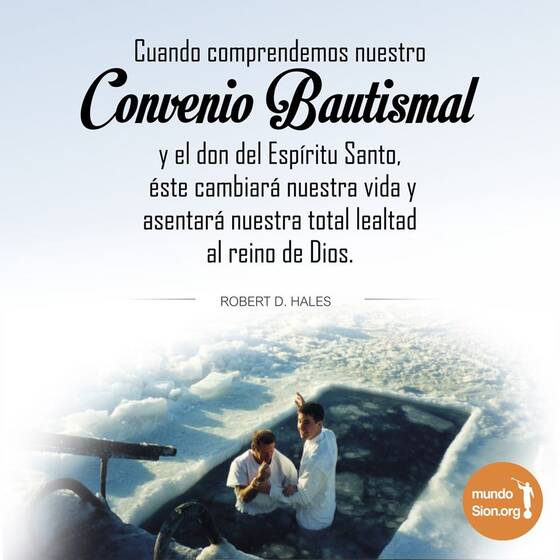 Cuando comprendemos nuestro
Convenio Bautismal
y el don del Espíritu Santo,
éste cambiará nuestra vida y
asentará nuestra total lealtad
al reino de Dios.
ROBERT D. HALES
mundo
Sion.org